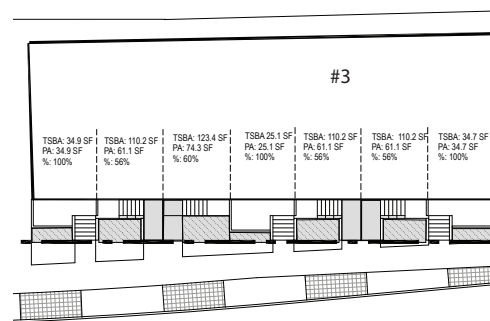 #3
TSBA: 34.9 SF
PA: 34.9 SF
%: 100%
TSBA: 110.2 SF
PA: 61.1 SF
%: 56%
TSBA: 123.4 SF
PA: 74.3 SF
%: 60%
TSBA 25.1 SF
PA: 25.1 SF
%: 100%
TSBA: 110.2 SF
PA: 61.1 SF
%: 56%
TSBA: 110.2 SF
PA: 61.1 SF
%: 56%
TSBA: 34.7 SF
PA: 34.7 SF
%: 100%